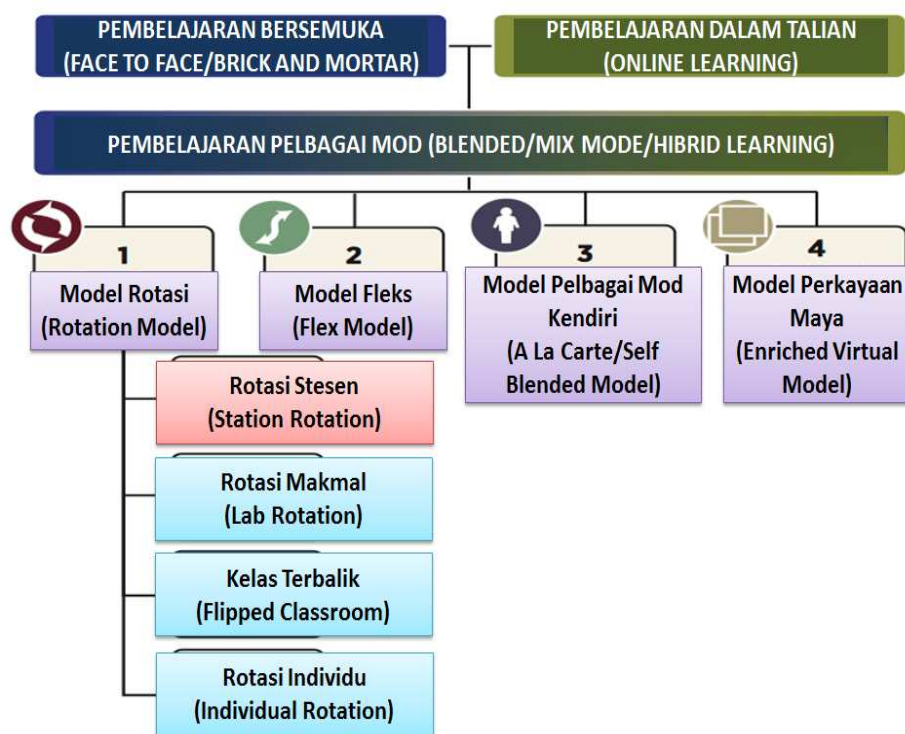 PEMBELAJARAN BERSEMUKA
(FACE TO FACE/BRICK AND MORTAR)
PEMBELAJARAN DALAM TALIAN
(ONLINE LEARNING)
PEMBELAJARAN PELBAGAI MOD (BLENDED/MIX MODE/HIBRID LEARNING)
1
Model Rotasi
(Rotation Model)
2
Model Fleks
(Flex Model)
3
Model Pelbagai Mod
Kendiri
(A La Carte/Self
Blended Model)
4
Model Perkayaan
Maya
(Enriched Virtual
Model)
Rotasi Stesen
(Station Rotation)
Rotasi Makmal
(Lab Rotation)
Kelas Terbalik
(Flipped Classroom)
Rotasi Individu
(Individual Rotation)